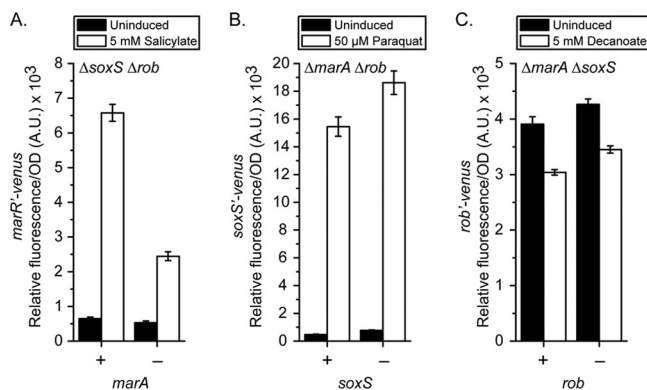 A.
Uninduced
5 mM Salicylate
ΔsoxS Δrob
marR'-venus
Relative fluorescence/OD (A.U.) x 10³
8
7
6
5
4
3
2
1
0
+ –
marA
B.
Uninduced
50 µM Paraquat
ΔmarA Δrob
soxS'-venus
Relative fluorescence/OD (A.U.) x 10³
20
18
16
14
12
10
8
6
4
2
0
+ –
soxS
C.
Uninduced
5 mM Decanoate
ΔmarA ΔsoxS
rob'-venus
Relative fluorescence/OD (A.U.) x 10³
6
5
4
3
2
1
0
+ –
rob